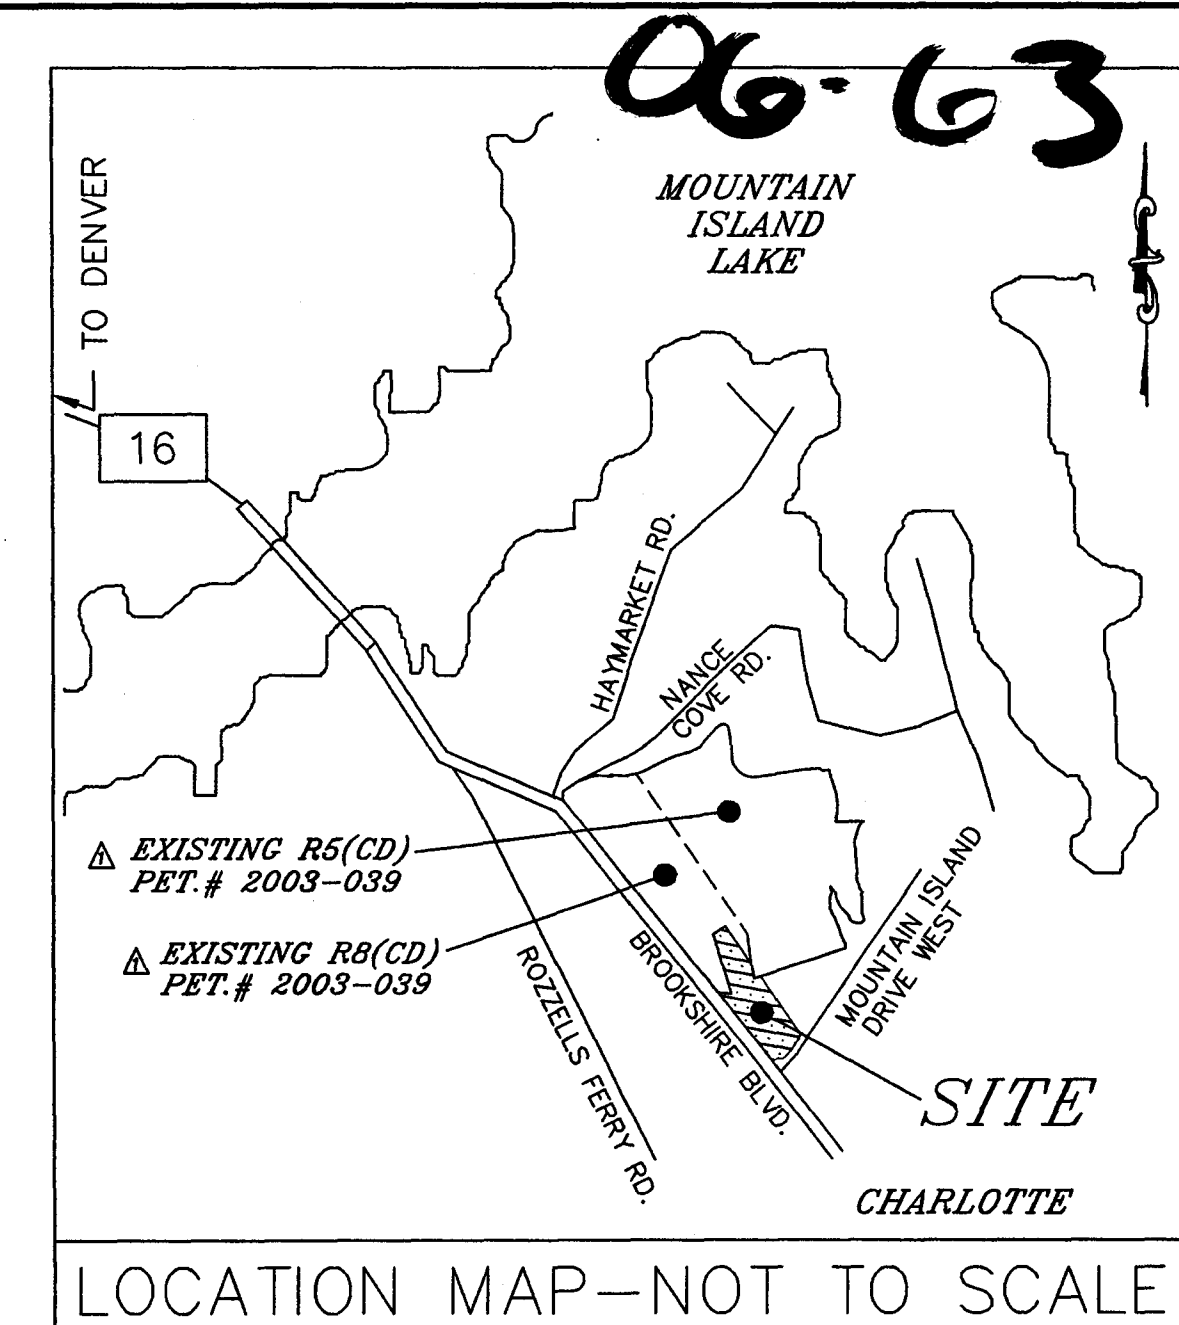 06-63
MOUNTAIN
ISLAND
LAKE
TO DENVER
16
HAYMARKET RD.
NANCE
COVE RD.
EXISTING R5(CD)
PET.# 2003-039
EXISTING R8(CD)
PET.# 2003-039
MOUNTAIN ISLAND
DRIVE WEST
BROOKSHIRE BLVD.
ROZZELLS FERRY RD.
SITE
CHARLOTTE
LOCATION MAP-NOT TO SCALE